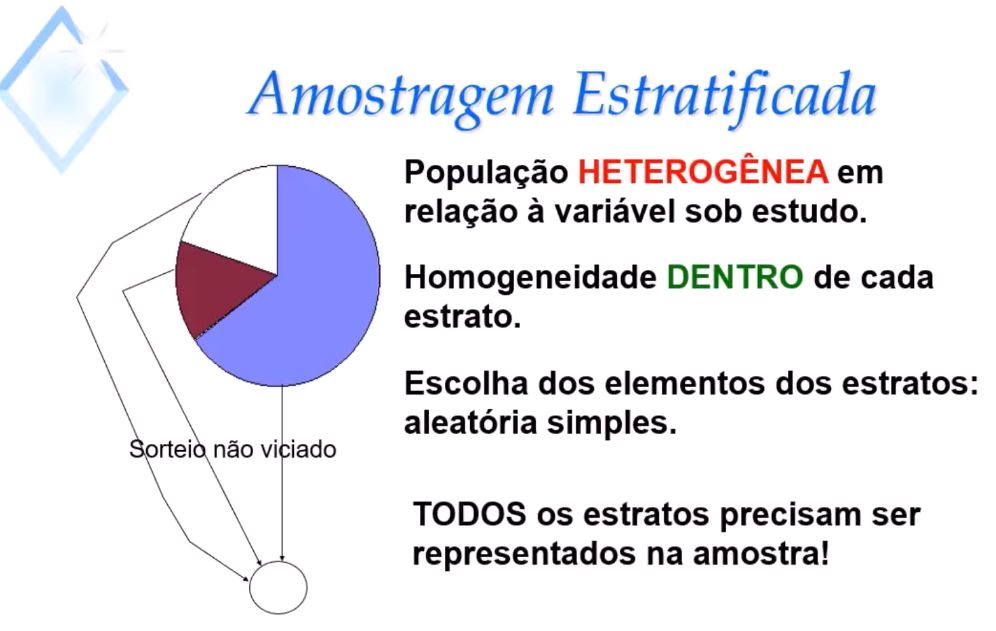 Amostragem Estratificada
População HETEROGÊNEA em
relação à variável sob estudo.
Homogeneidade DENTRO de cada
estrato.
Escolha dos elementos dos estratos:
aleatória simples.
Sorteio não viciado
TODOS os estratos precisam ser
representados na amostra!